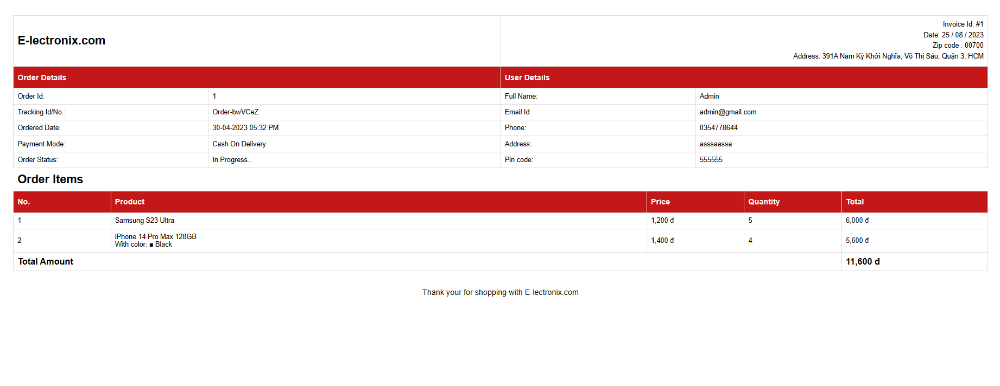 E-lectronix.com
Invoice Id: #1
Date: 25 / 08 / 2023
Zip code : 00700
Address: 391A Nam Kỳ Khởi Nghĩa, Võ Thị Sáu, Quận 3, HCM
Order Details User Details
Order Id: 1 Full Name: Admin
Tracking Id/No.: Order-bwVCeZ Email Id: admin@gmail.com
Ordered Date: 30-04-2023 05:32 PM Phone: 0354778644
Payment Mode: Cash On Delivery Address: asssaassa
Order Status: In Progress... Pin code: 555555
Order Items
No. Product Price Quantity Total
1 Samsung S23 Ultra 1,200 đ 5 6,000 đ
2 iPhone 14 Pro Max 128GB 1,400 đ 4 5,600 đ
With color: ■ Black
Total Amount 11,600 đ
Thank your for shopping with E-lectronix.com